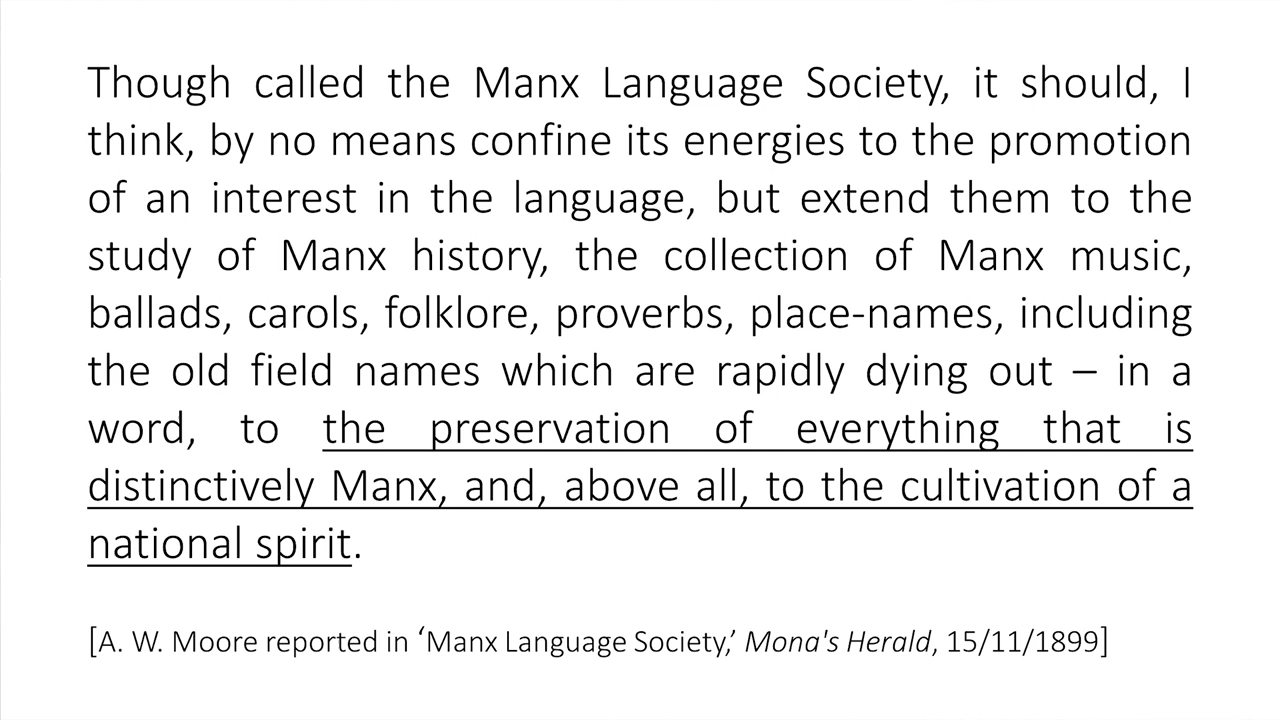 Though called the Manx Language Society, it should, I
think, by no means confine its energies to the promotion
of an interest in the language, but extend them to the
study of Manx history, the collection of Manx music,
ballads, carols, folklore, proverbs, place-names, including
the old field names which are rapidly dying out – in a
word, to the preservation of everything that is
distinctively Manx, and, above all, to the cultivation of a
national spirit.
[A. W. Moore reported in ‘Manx Language Society,’ Mona's Herald, 15/11/1899]